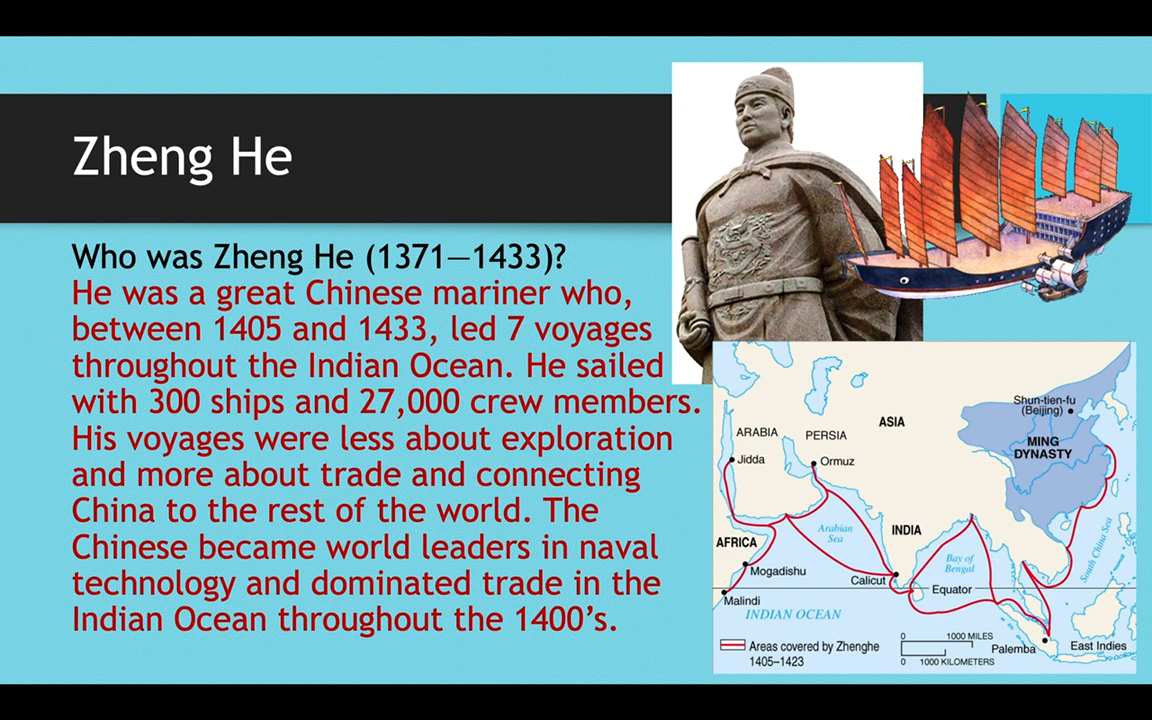 Zheng He
Who was Zheng He (1371—1433)?
He was a great Chinese mariner who,
between 1405 and 1433, led 7 voyages
throughout the Indian Ocean. He sailed
with 300 ships and 27,000 crew members.
His voyages were less about exploration
and more about trade and connecting
China to the rest of the world. The
Chinese became world leaders in naval
technology and dominated trade in the
Indian Ocean throughout the 1400’s.
Shun-tien-fu
(Beijing)
ASIA
ARABIA
PERSIA
MING
DYNASTY
Jidda
Ormuz
Arabian
Sea
INDIA
AFRICA
Bay of
Bengal
South China Sea
Mogadishu
Calicut
Equator
Malindi
INDIAN OCEAN
Areas covered by Zhenghe
1405–1423
0 1000 MILES
0 1000 KILOMETERS
Palemba
East Indies